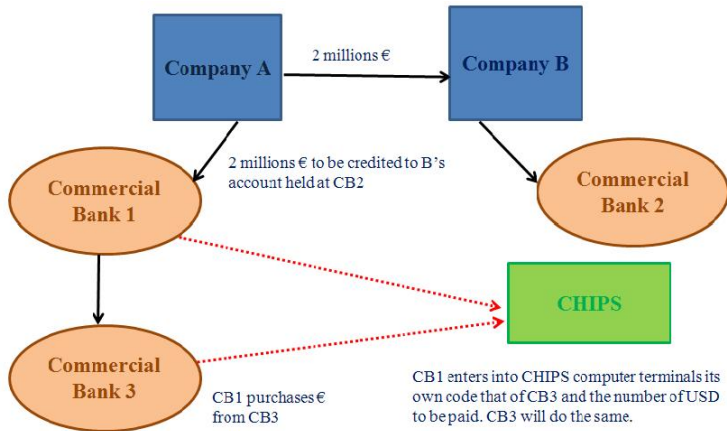 Company A
2 millions €
Company B
2 millions € to be credited to B's
account held at CB2
Commercial
Bank 1
Commercial
Bank 2
CHIPS
Commercial
Bank 3
CB1 purchases €
from CB3
CB1 enters into CHIPS computer terminals its
own code that of CB3 and the number of USD
to be paid. CB3 will do the same.